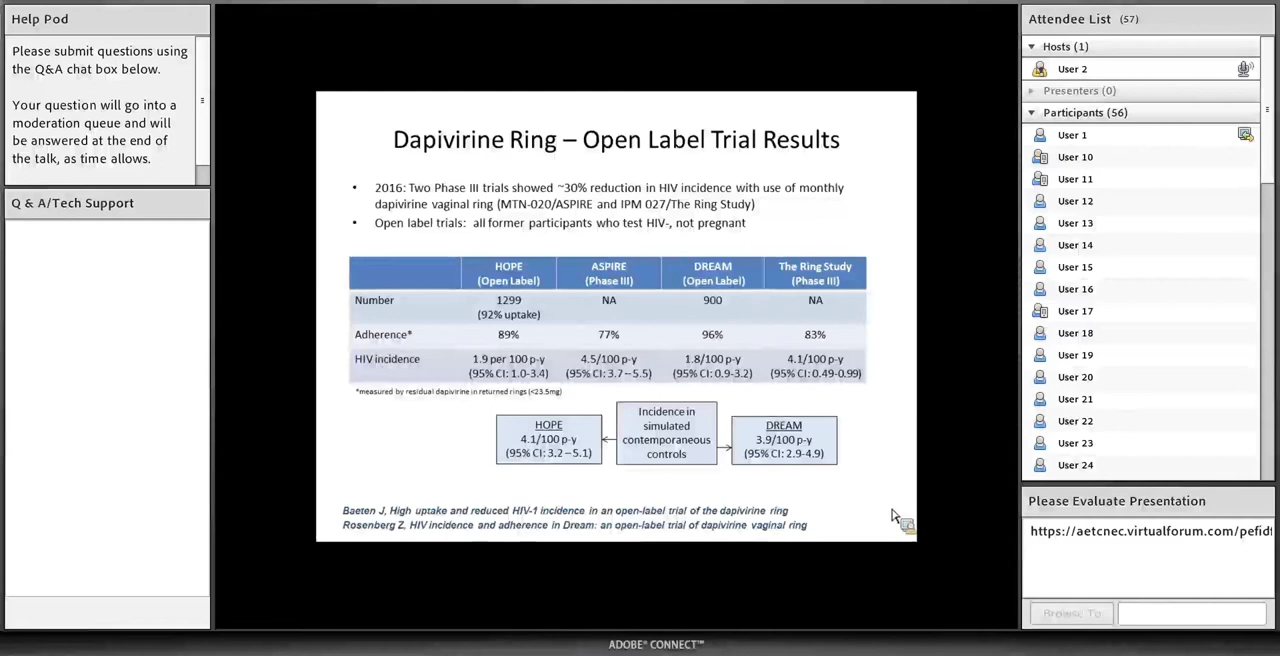 Help Pod
Please submit questions using
the Q&A chat box below.
Your question will go into a
moderation queue and will
be answered at the end of
the talk, as time allows.
Q & A/Tech Support
Dapivirine Ring – Open Label Trial Results
• 2016: Two Phase III trials showed ~30% reduction in HIV incidence with use of monthly
dapivirine vaginal ring (MTN-020/ASPIRE and IPM 027/The Ring Study)
• Open label trials: all former participants who test HIV-, not pregnant
HOPE ASPIRE DREAM The Ring Study
(Open Label) (Phase III) (Open Label) (Phase III)
Number 1299 NA 900 NA
(92% uptake)
Adherence* 89% 77% 96% 83%
HIV incidence 1.9 per 100 p-y 4.5/100 p-y 1.8/100 p-y 4.1/100 p-y
(95% CI: 1.0-3.4) (95% CI: 3.7 – 5.5) (95% CI: 0.9-3.2) (95% CI: 0.49-0.99)
*measured by residual dapivirine in returned rings (<23.5mg)
HOPE
4.1/100 p-y
(95% CI: 3.2 – 5.1)
Incidence in
simulated
contemporaneous
controls
DREAM
3.9/100 p-y
(95% CI: 2.9-4.9)
Baeten J, High uptake and reduced HIV-1 incidence in an open-label trial of the dapivirine ring
Rosenberg Z, HIV incidence and adherence in Dream: an open-label trial of dapivirine vaginal ring
Attendee List (57)
Hosts (1)
User 2
Presenters (0)
Participants (56)
User 1
User 10
User 11
User 12
User 13
User 14
User 15
User 16
User 17
User 18
User 19
User 20
User 21
User 22
User 23
User 24
Please Evaluate Presentation
https://aetcnec.virtualforum.com/pefidf
Browse To
ADOBE® CONNECT™